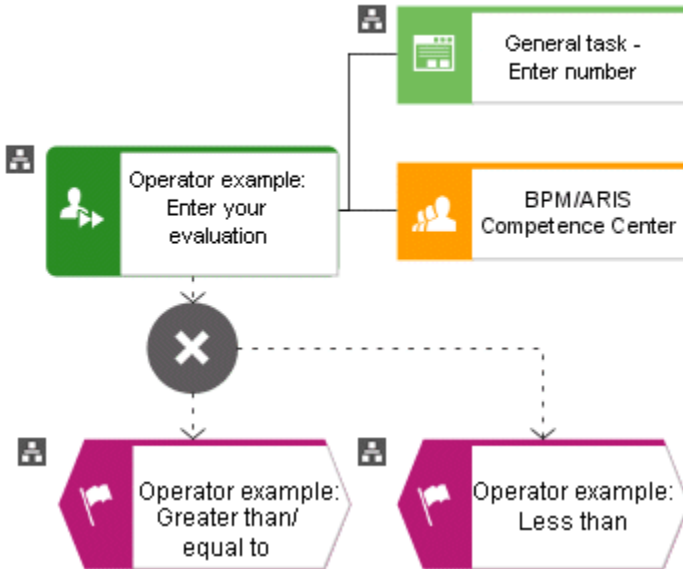 General task -
Enter number
Operator example:
Enter your
evaluation
BPM/ARIS
Competence Center
Operator example:
Greater than/
equal to
Operator example:
Less than